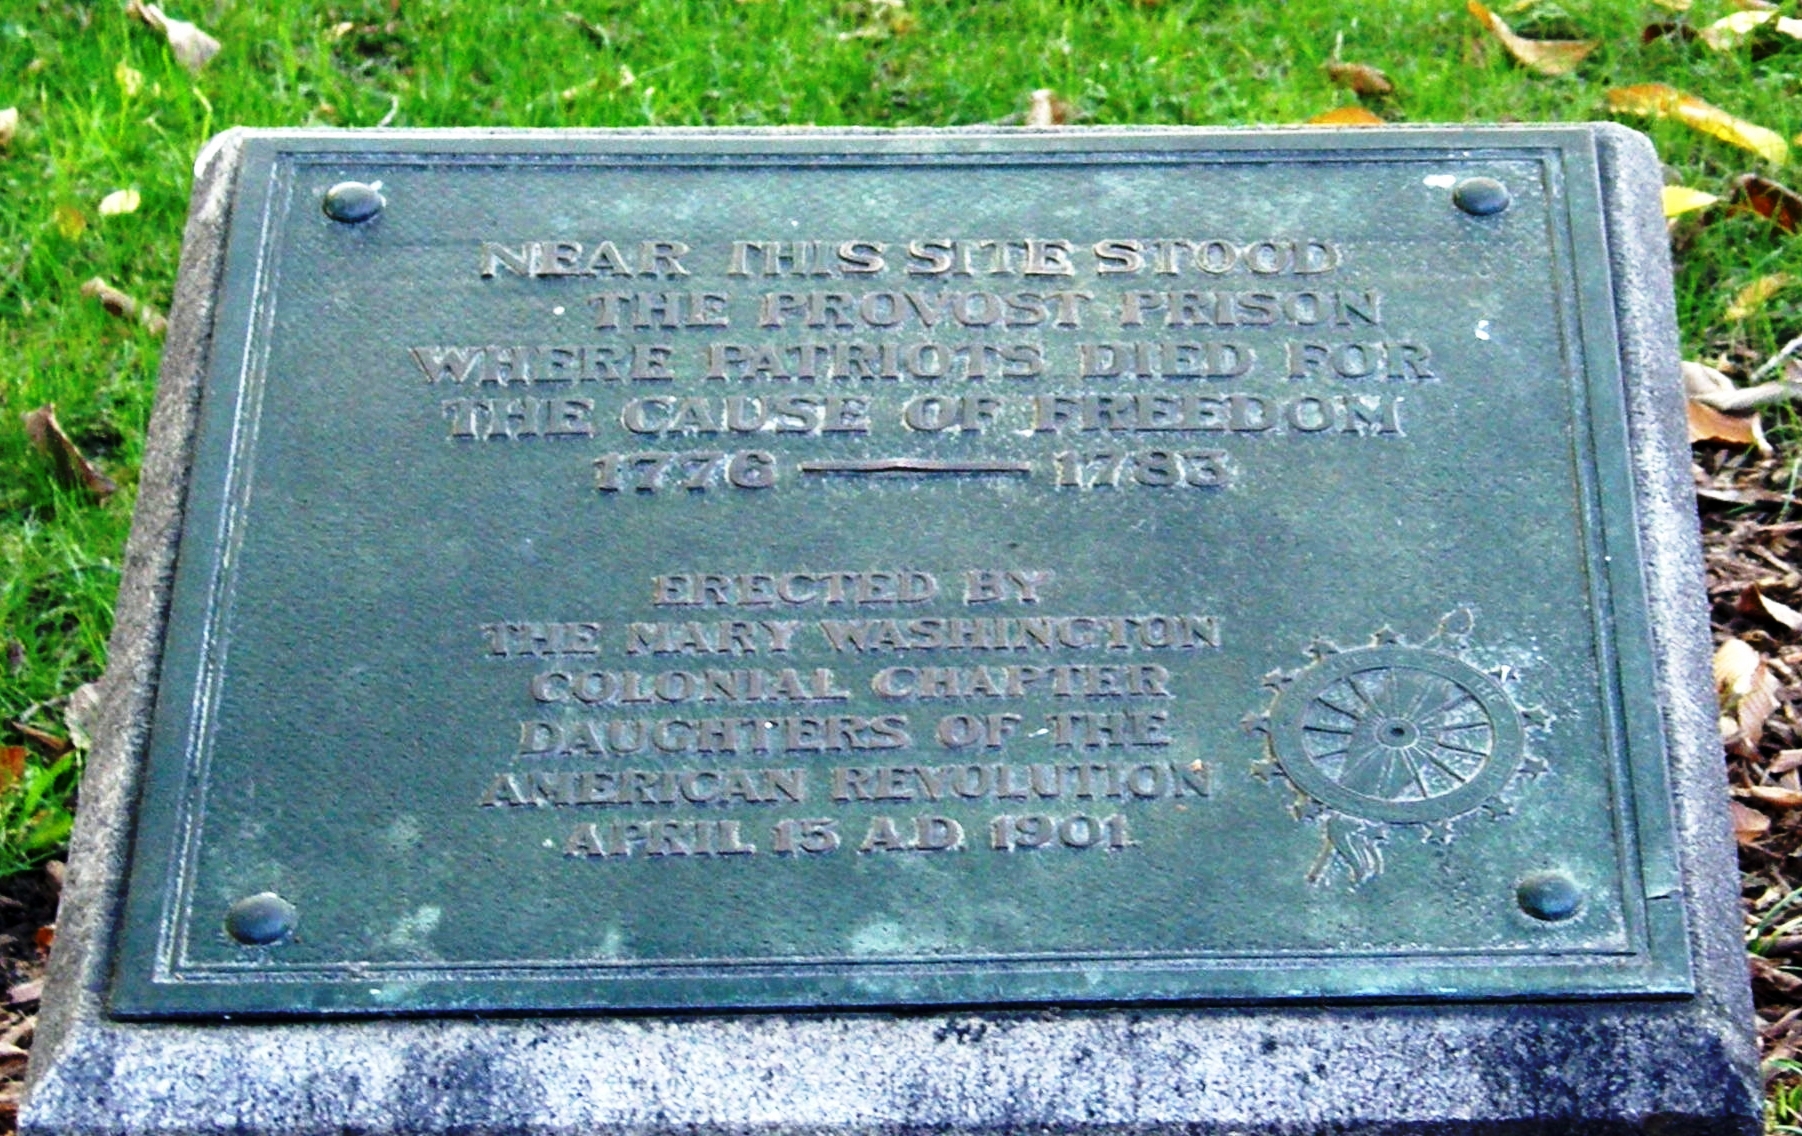 NEAR THIS SITE STOOD
THE PROVOST PRISON
WHERE PATRIOTS DIED FOR
THE CAUSE OF FREEDOM
1776 — 1783
ERECTED BY
THE MARY WASHINGTON
COLONIAL CHAPTER
DAUGHTERS OF THE
AMERICAN REVOLUTION
APRIL 15 A.D. 1901